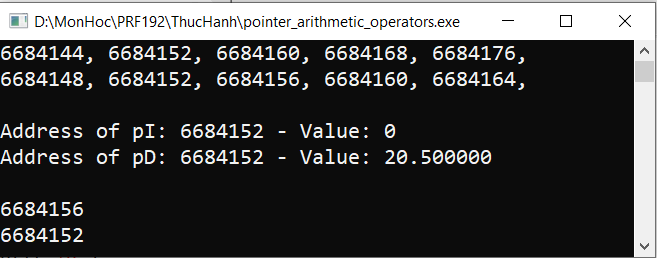 D:\MonHoc\PRF192\ThucHanh\pointer_arithmetic_operators.exe
6684144, 6684152, 6684160, 6684168, 6684176,
6684148, 6684152, 6684156, 6684160, 6684164,
Address of pI: 6684152 - Value: 0
Address of pD: 6684152 - Value: 20.500000
6684156
6684152